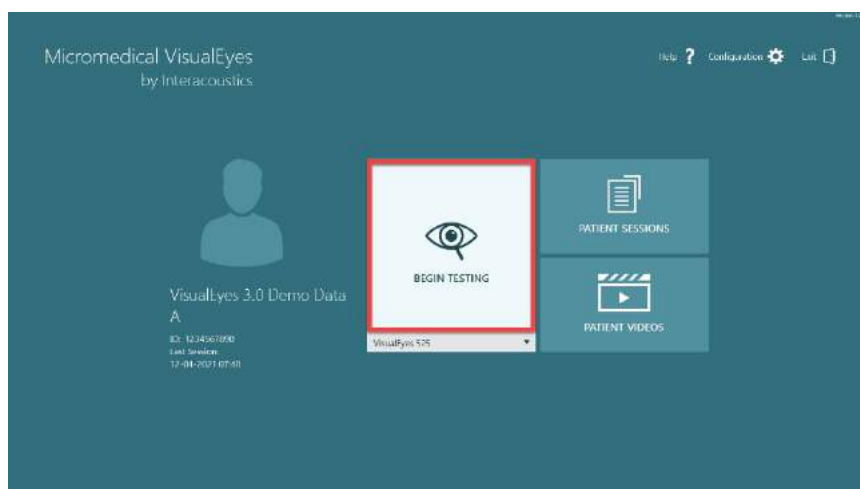 Micromedical VisualEyes
by Interacoustics
Help ? Configuration Exit
BEGIN TESTING
PATIENT SESSIONS
PATIENT VIDEOS
VisualEyes 3.0 Demo Data
A
ID: 1234567890
Last Session:
12-04-2021 07:40
VisualEyes 525